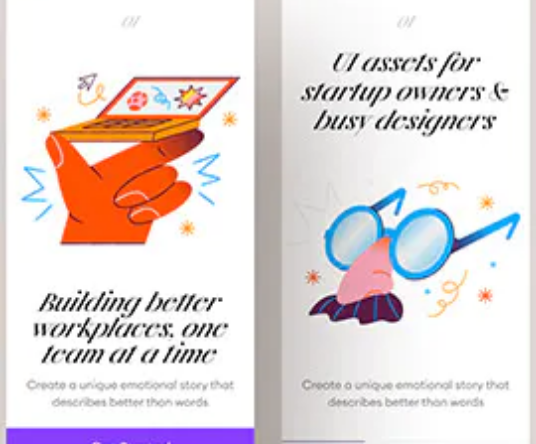 01
Building better
workplaces, one
team at a time
Create a unique emotional story that
describes better than words
01
UI assets for
startup owners &
busy designers
Create a unique emotional story that
describes better than words